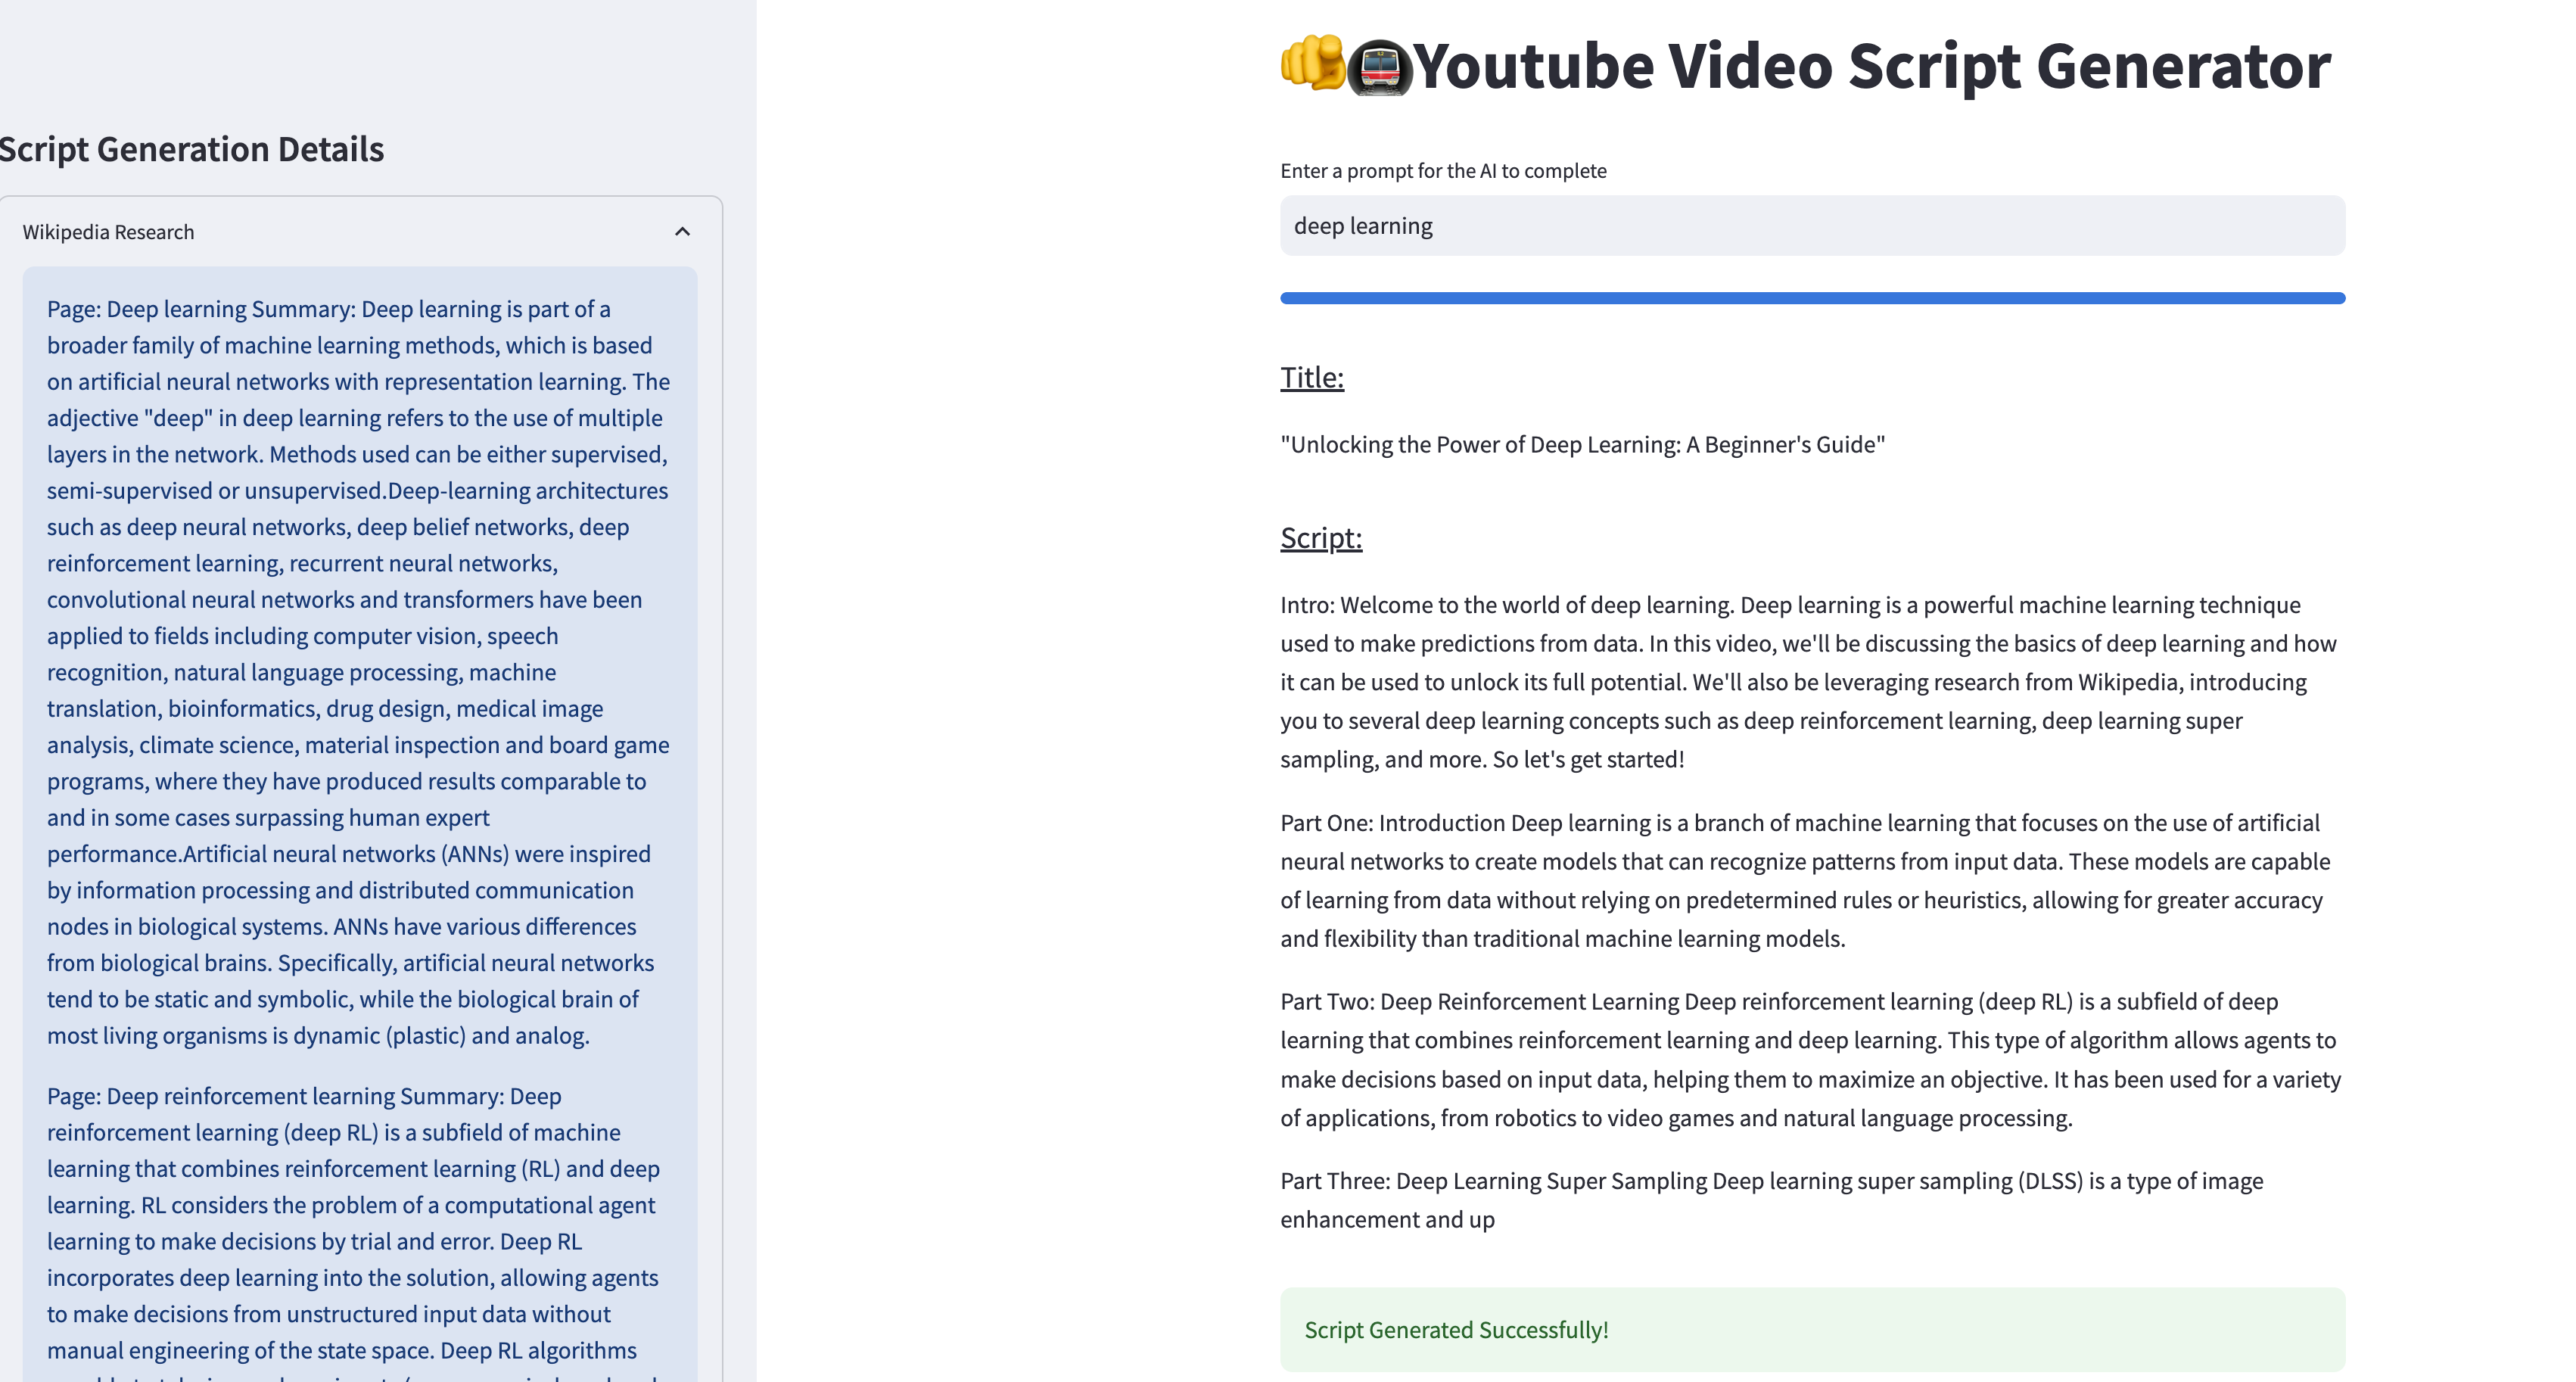 Script Generation Details
Wikipedia Research
Page: Deep learning Summary: Deep learning is part of a
broader family of machine learning methods, which is based
on artificial neural networks with representation learning. The
adjective "deep" in deep learning refers to the use of multiple
layers in the network. Methods used can be either supervised,
semi-supervised or unsupervised.Deep-learning architectures
such as deep neural networks, deep belief networks, deep
reinforcement learning, recurrent neural networks,
convolutional neural networks and transformers have been
applied to fields including computer vision, speech
recognition, natural language processing, machine
translation, bioinformatics, drug design, medical image
analysis, climate science, material inspection and board game
programs, where they have produced results comparable to
and in some cases surpassing human expert
performance.Artificial neural networks (ANNs) were inspired
by information processing and distributed communication
nodes in biological systems. ANNs have various differences
from biological brains. Specifically, artificial neural networks
tend to be static and symbolic, while the biological brain of
most living organisms is dynamic (plastic) and analog.
Page: Deep reinforcement learning Summary: Deep
reinforcement learning (deep RL) is a subfield of machine
learning that combines reinforcement learning (RL) and deep
learning. RL considers the problem of a computational agent
learning to make decisions by trial and error. Deep RL
incorporates deep learning into the solution, allowing agents
to make decisions from unstructured input data without
manual engineering of the state space. Deep RL algorithms
Youtube Video Script Generator
Enter a prompt for the AI to complete
deep learning
Title:
"Unlocking the Power of Deep Learning: A Beginner's Guide"
Script:
Intro: Welcome to the world of deep learning. Deep learning is a powerful machine learning technique
used to make predictions from data. In this video, we'll be discussing the basics of deep learning and how
it can be used to unlock its full potential. We'll also be leveraging research from Wikipedia, introducing
you to several deep learning concepts such as deep reinforcement learning, deep learning super
sampling, and more. So let's get started!
Part One: Introduction Deep learning is a branch of machine learning that focuses on the use of artificial
neural networks to create models that can recognize patterns from input data. These models are capable
of learning from data without relying on predetermined rules or heuristics, allowing for greater accuracy
and flexibility than traditional machine learning models.
Part Two: Deep Reinforcement Learning Deep reinforcement learning (deep RL) is a subfield of deep
learning that combines reinforcement learning and deep learning. This type of algorithm allows agents to
make decisions based on input data, helping them to maximize an objective. It has been used for a variety
of applications, from robotics to video games and natural language processing.
Part Three: Deep Learning Super Sampling Deep learning super sampling (DLSS) is a type of image
enhancement and up
Script Generated Successfully!